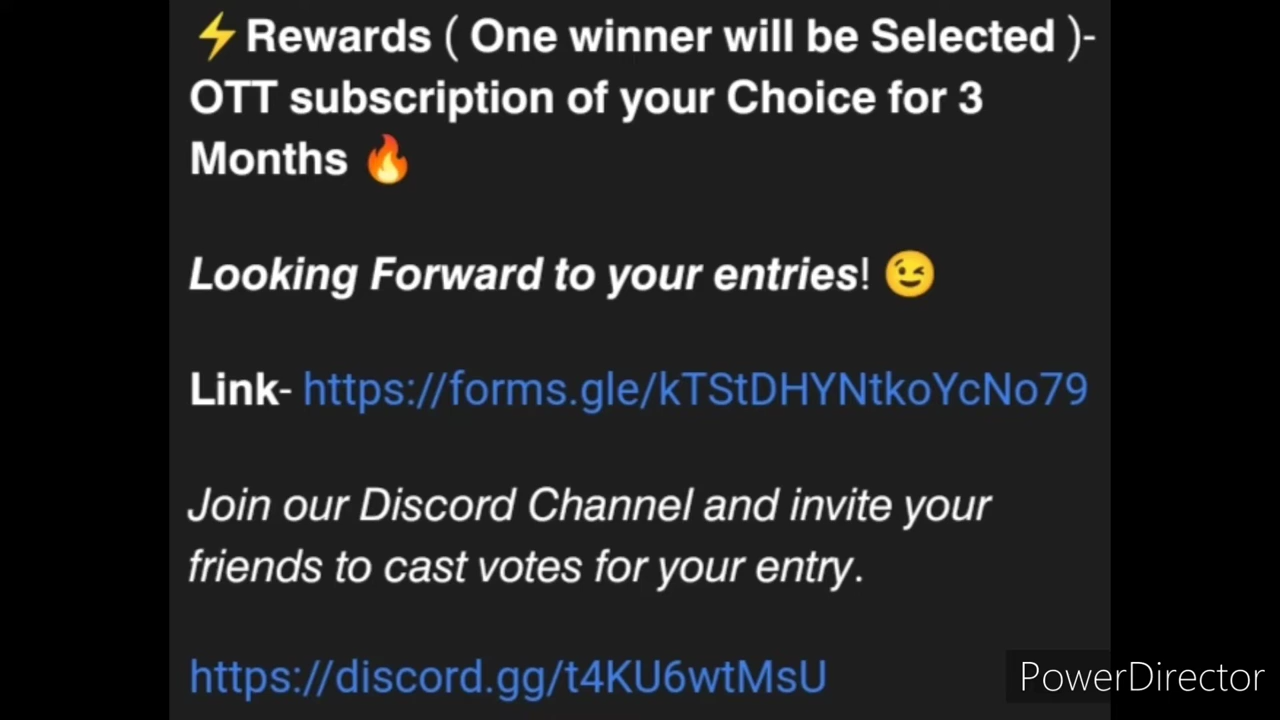 ⚡Rewards ( One winner will be Selected )-
OTT subscription of your Choice for 3
Months 🔥
Looking Forward to your entries! 😉
Link- https://forms.gle/kTStDHYNtkoYcNo79
Join our Discord Channel and invite your
friends to cast votes for your entry.
https://discord.gg/t4KU6wtMsU
PowerDirector